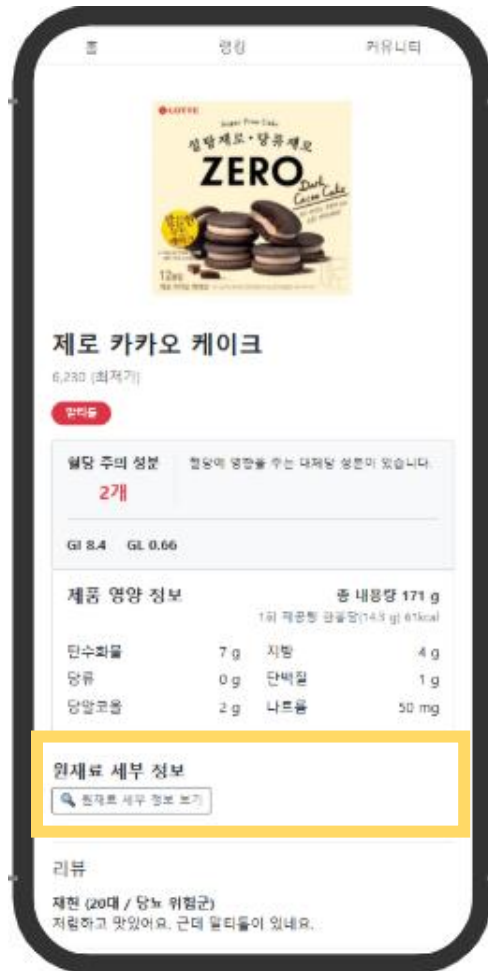 홈 랭킹 커뮤니티
LOTTE
Sugar Free Cake
설탕제로·당류제로
ZERO
Dark
Cacao Cake
제로 카카오 케이크
6,230 (최저가)
말티톨
혈당 주의 성분 혈당에 영향을 주는 대체당 성분이 있습니다.
2개
GI 8.4 GL 0.66
제품 영양 정보 총 내용량 171 g
1회 제공량 한봉당(14.3 g) 61kcal
탄수화물 7 g 지방 4 g
당류 0 g 단백질 1 g
당알코올 2 g 나트륨 50 mg
원재료 세부 정보
원재료 세부 정보 보기
리뷰
재현 (20대 / 당뇨 위험군)
저렴하고 맛있어요. 근데 말티톨이 있네요.